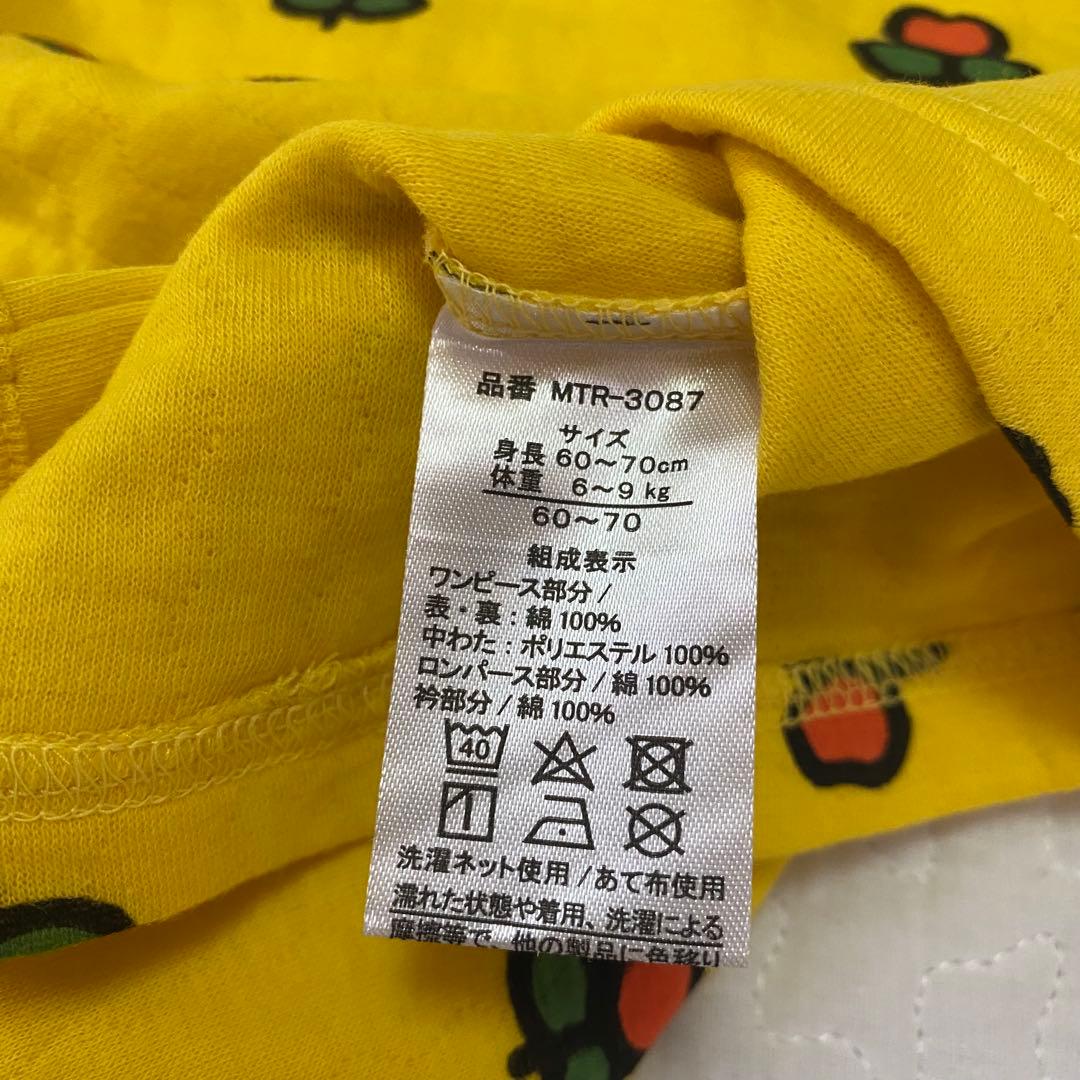 品番 MTR-3087
サイズ
身長 60～70cm
体重 6～9 kg
60～70
組成表示
ワンピース部分/
表・裏：綿 100%
中わた：ポリエステル 100%
ロンパース部分/綿 100%
衿部分/綿 100%
40
洗濯ネット使用/あて布使用
濡れた状態や着用、洗濯による
摩擦等で、他の製品に色移り